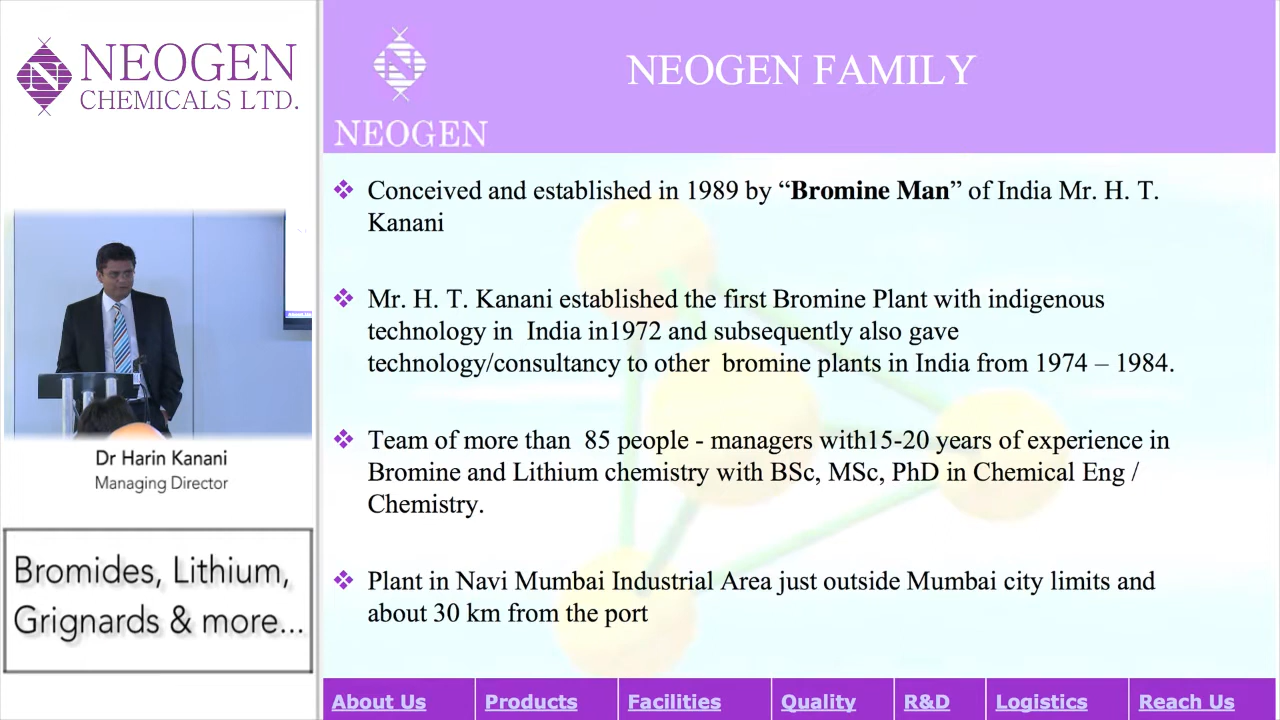 NEOGEN
CHEMICALS LTD.
Dr Harin Kanani
Managing Director
Bromides, Lithium,
Grignards & more...
NEOGEN
NEOGEN FAMILY
❖ Conceived and established in 1989 by “Bromine Man” of India Mr. H. T.
Kanani
❖ Mr. H. T. Kanani established the first Bromine Plant with indigenous
technology in India in1972 and subsequently also gave
technology/consultancy to other bromine plants in India from 1974 – 1984.
❖ Team of more than 85 people - managers with15-20 years of experience in
Bromine and Lithium chemistry with BSc, MSc, PhD in Chemical Eng /
Chemistry.
❖ Plant in Navi Mumbai Industrial Area just outside Mumbai city limits and
about 30 km from the port
About Us Products Facilities Quality R&D Logistics Reach Us